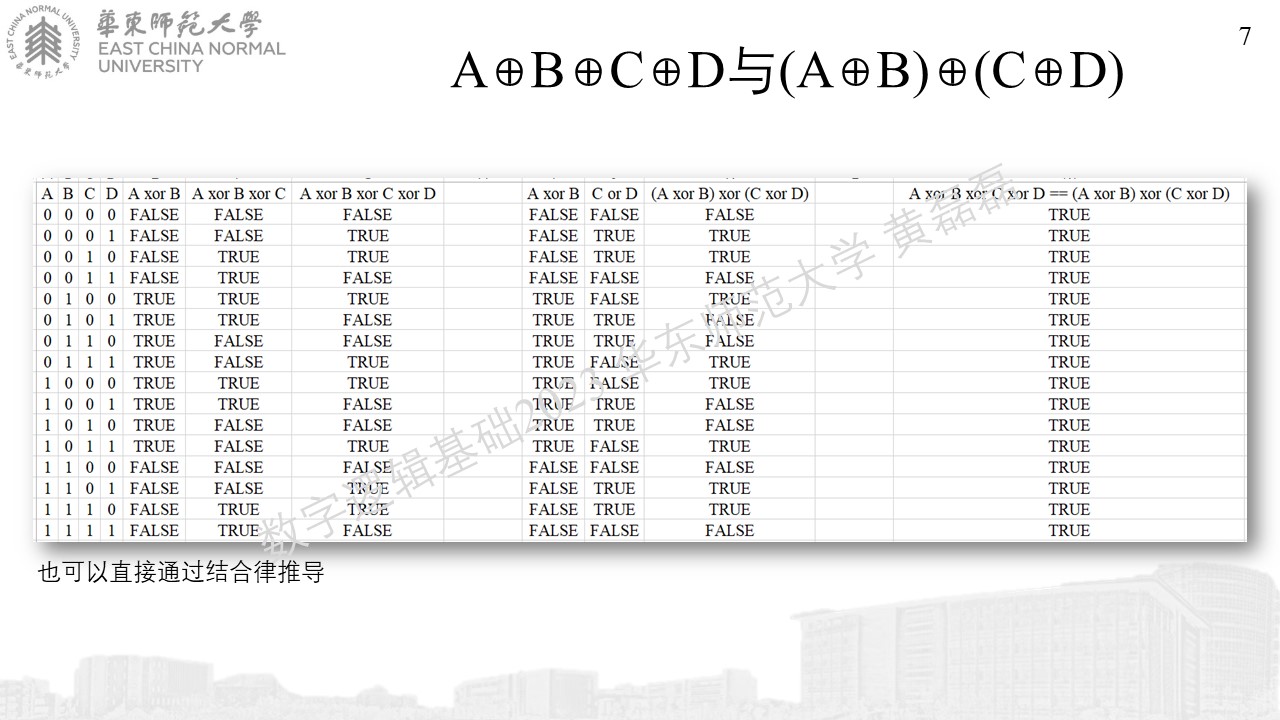 EAST CHINA NORMAL UNIVERSITY
華東師範大學
華東師範大學
EAST CHINA NORMAL
UNIVERSITY
7
A⊕B⊕C⊕D与(A⊕B)⊕(C⊕D)
A B C D A xor B A xor B xor C A xor B xor C xor D A xor B C or D (A xor B) xor (C xor D) A xor B xor C xor D == (A xor B) xor (C xor D)
0 0 0 0 FALSE FALSE FALSE FALSE FALSE FALSE TRUE
0 0 0 1 FALSE FALSE TRUE FALSE TRUE TRUE TRUE
0 0 1 0 FALSE TRUE TRUE FALSE TRUE TRUE TRUE
0 0 1 1 FALSE TRUE FALSE FALSE FALSE FALSE TRUE
0 1 0 0 TRUE TRUE TRUE TRUE FALSE TRUE TRUE
0 1 0 1 TRUE TRUE FALSE TRUE TRUE FALSE TRUE
0 1 1 0 TRUE FALSE FALSE TRUE TRUE FALSE TRUE
0 1 1 1 TRUE FALSE TRUE TRUE FALSE TRUE TRUE
1 0 0 0 TRUE TRUE TRUE TRUE FALSE TRUE TRUE
1 0 0 1 TRUE TRUE FALSE TRUE TRUE FALSE TRUE
1 0 1 0 TRUE FALSE FALSE TRUE TRUE FALSE TRUE
1 0 1 1 TRUE FALSE TRUE TRUE FALSE TRUE TRUE
1 1 0 0 FALSE FALSE FALSE FALSE FALSE FALSE TRUE
1 1 0 1 FALSE FALSE TRUE FALSE TRUE TRUE TRUE
1 1 1 0 FALSE TRUE TRUE FALSE TRUE TRUE TRUE
1 1 1 1 FALSE TRUE FALSE FALSE FALSE FALSE TRUE
数字逻辑基础2023 华东师范大学 黄磊磊
也可以直接通过结合律推导